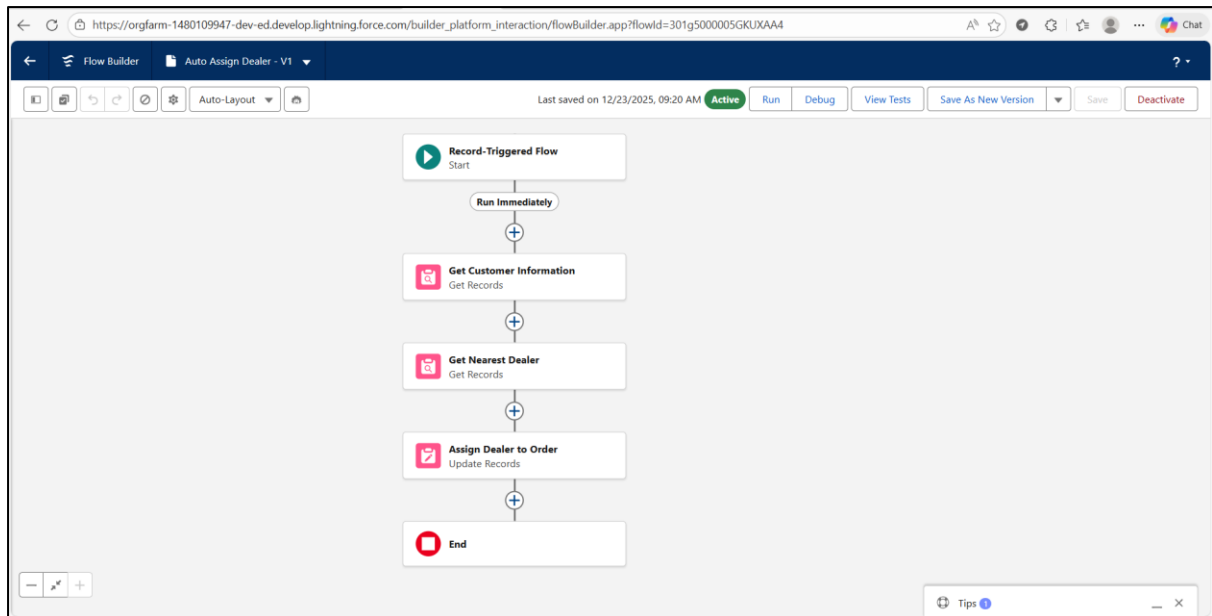 https://orgfarm-1480109947-dev-ed.develop.lightning.force.com/builder_platform_interaction/flowBuilder.app?flowId=301g5000005GKUXAA4
Chat
Flow Builder
Auto Assign Dealer - V1
?
Auto-Layout
Last saved on 12/23/2025, 09:20 AM
Active
Run
Debug
View Tests
Save As New Version
Save
Deactivate
Record-Triggered Flow
Start
Run Immediately
Get Customer Information
Get Records
Get Nearest Dealer
Get Records
Assign Dealer to Order
Update Records
End
Tips 1